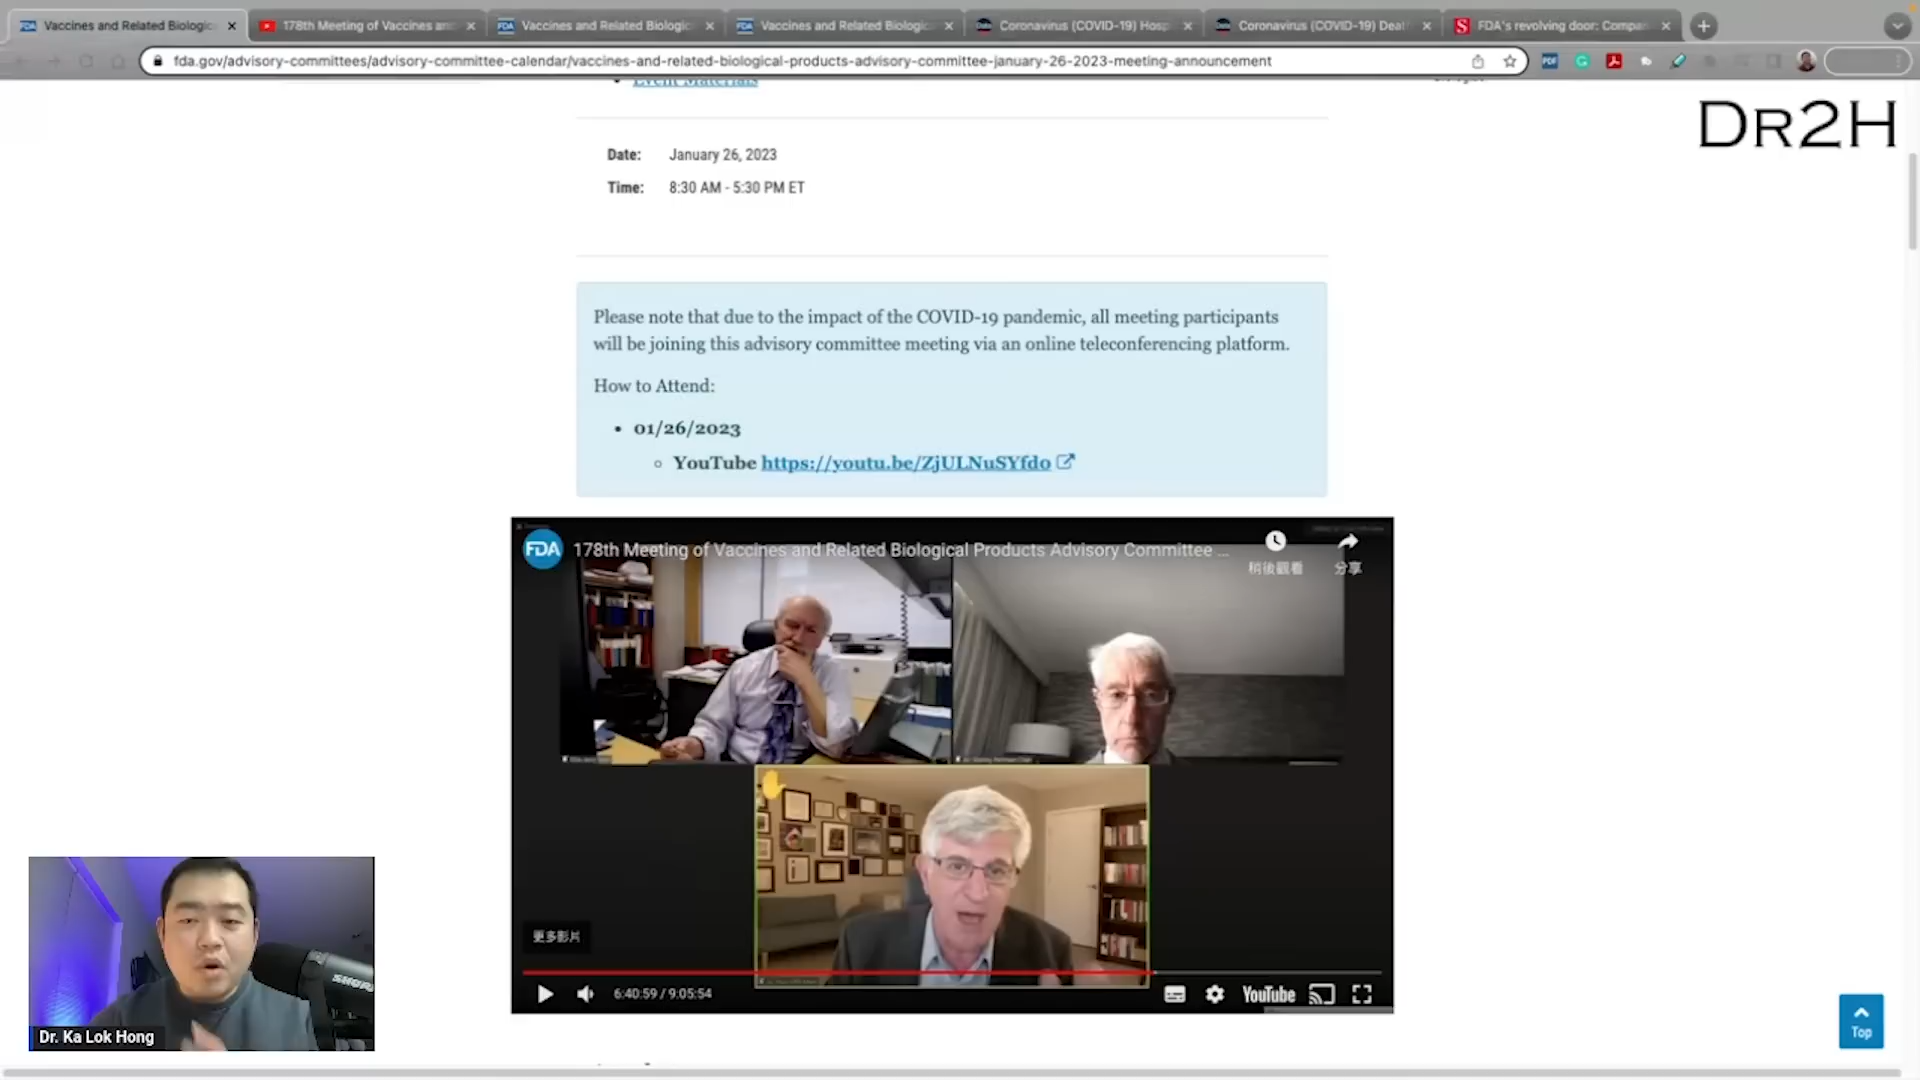 Vaccines and Related Biologic
178th Meeting of Vaccines an
Vaccines and Related Biologic
Vaccines and Related Biologic
Coronavirus (COVID-19) Hosp
Coronavirus (COVID-19) Deat
FDA's revolving door: Compan
fda.gov/advisory-committees/advisory-committee-calendar/vaccines-and-related-biological-products-advisory-committee-january-26-2023-meeting-announcement
Event Materials
DR2H
Date: January 26, 2023
Time: 8:30 AM - 5:30 PM ET
Please note that due to the impact of the COVID-19 pandemic, all meeting participants
will be joining this advisory committee meeting via an online teleconferencing platform.
How to Attend:
• 01/26/2023
YouTube https://youtu.be/ZjULNuSYfdo
FDA 178th Meeting of Vaccines and Related Biological Products Advisory Committee ...
稍後觀看 分享
更多影片
6:40:59 / 9:05:54
YouTube
SHURE
Dr. Ka Lok Hong
Top